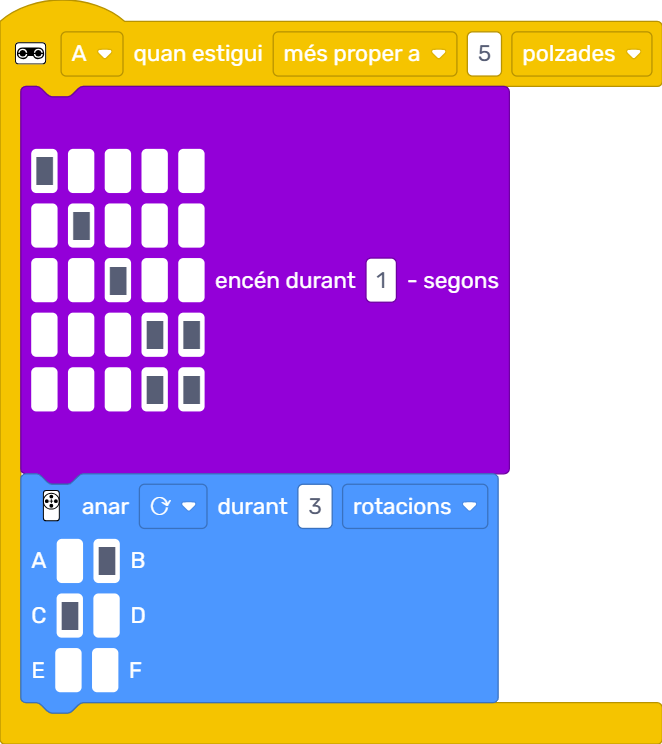 A quan estigui més proper a 5 polzades
encén durant 1 - segons
anar durant 3 rotacions
A B
C D
E F